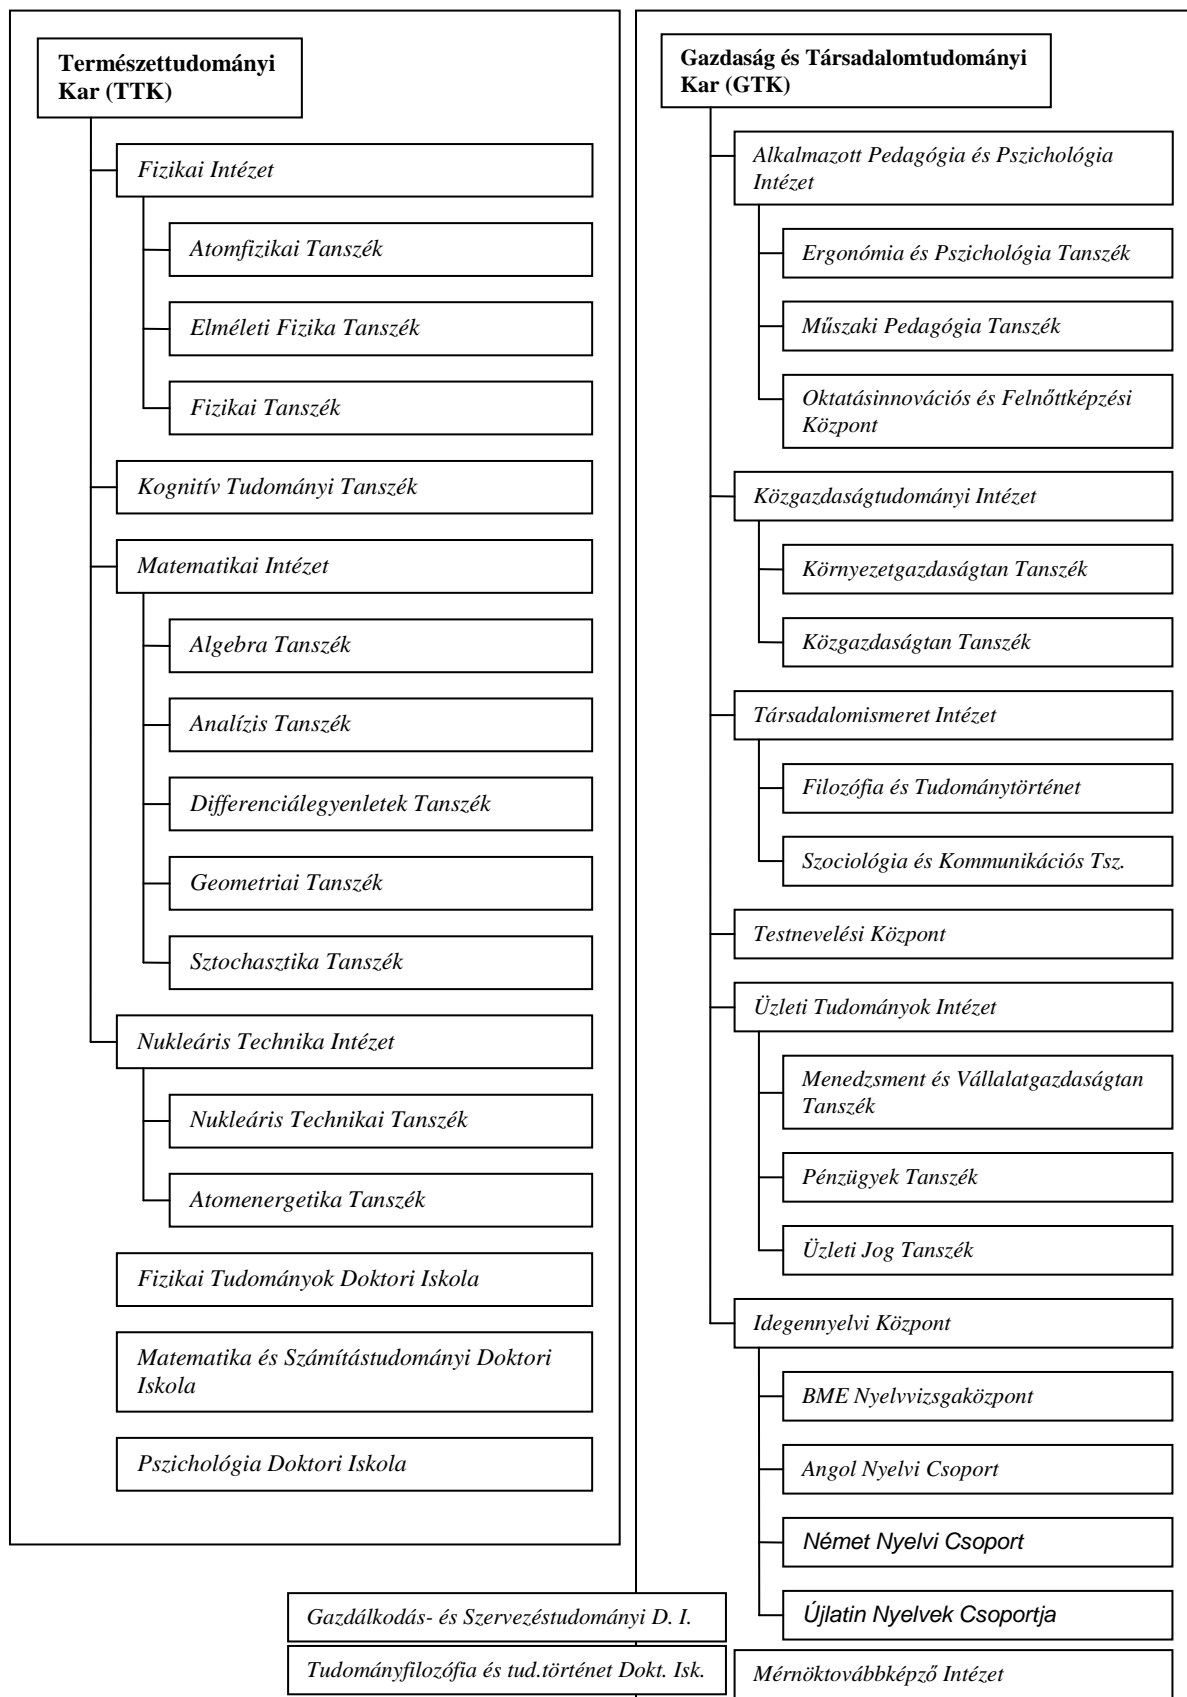 Természettudományi
Kar (TTK)
Fizikai Intézet
Atomfizikai Tanszék
Elméleti Fizika Tanszék
Fizikai Tanszék
Kognitív Tudományi Tanszék
Matematikai Intézet
Algebra Tanszék
Analízis Tanszék
Differenciálegyenletek Tanszék
Geometriai Tanszék
Sztochasztika Tanszék
Nukleáris Technika Intézet
Nukleáris Technikai Tanszék
Atomenergetika Tanszék
Fizikai Tudományok Doktori Iskola
Matematika és Számítástudományi Doktori
Iskola
Pszichológia Doktori Iskola
Gazdaság és Társadalomtudományi
Kar (GTK)
Alkalmazott Pedagógia és Pszichológia
Intézet
Ergonómia és Pszichológia Tanszék
Műszaki Pedagógia Tanszék
Oktatásinnovációs és Felnőttképzési
Központ
Közgazdaságtudományi Intézet
Környezetgazdaságtan Tanszék
Közgazdaságtan Tanszék
Társadalomismeret Intézet
Filozófia és Tudománytörténet
Szociológia és Kommunikációs Tsz.
Testnevelési Központ
Üzleti Tudományok Intézet
Menedzsment és Vállalatgazdaságtan
Tanszék
Pénzügyek Tanszék
Üzleti Jog Tanszék
Idegennyelvi Központ
BME Nyelvvizsgaközpont
Angol Nyelvi Csoport
Német Nyelvi Csoport
Újlatin Nyelvek Csoportja
Gazdálkodás- és Szervezéstudományi D. I.
Tudományfilozófia és tud.történet Dokt. Isk.
Mérnöktovábbképző Intézet